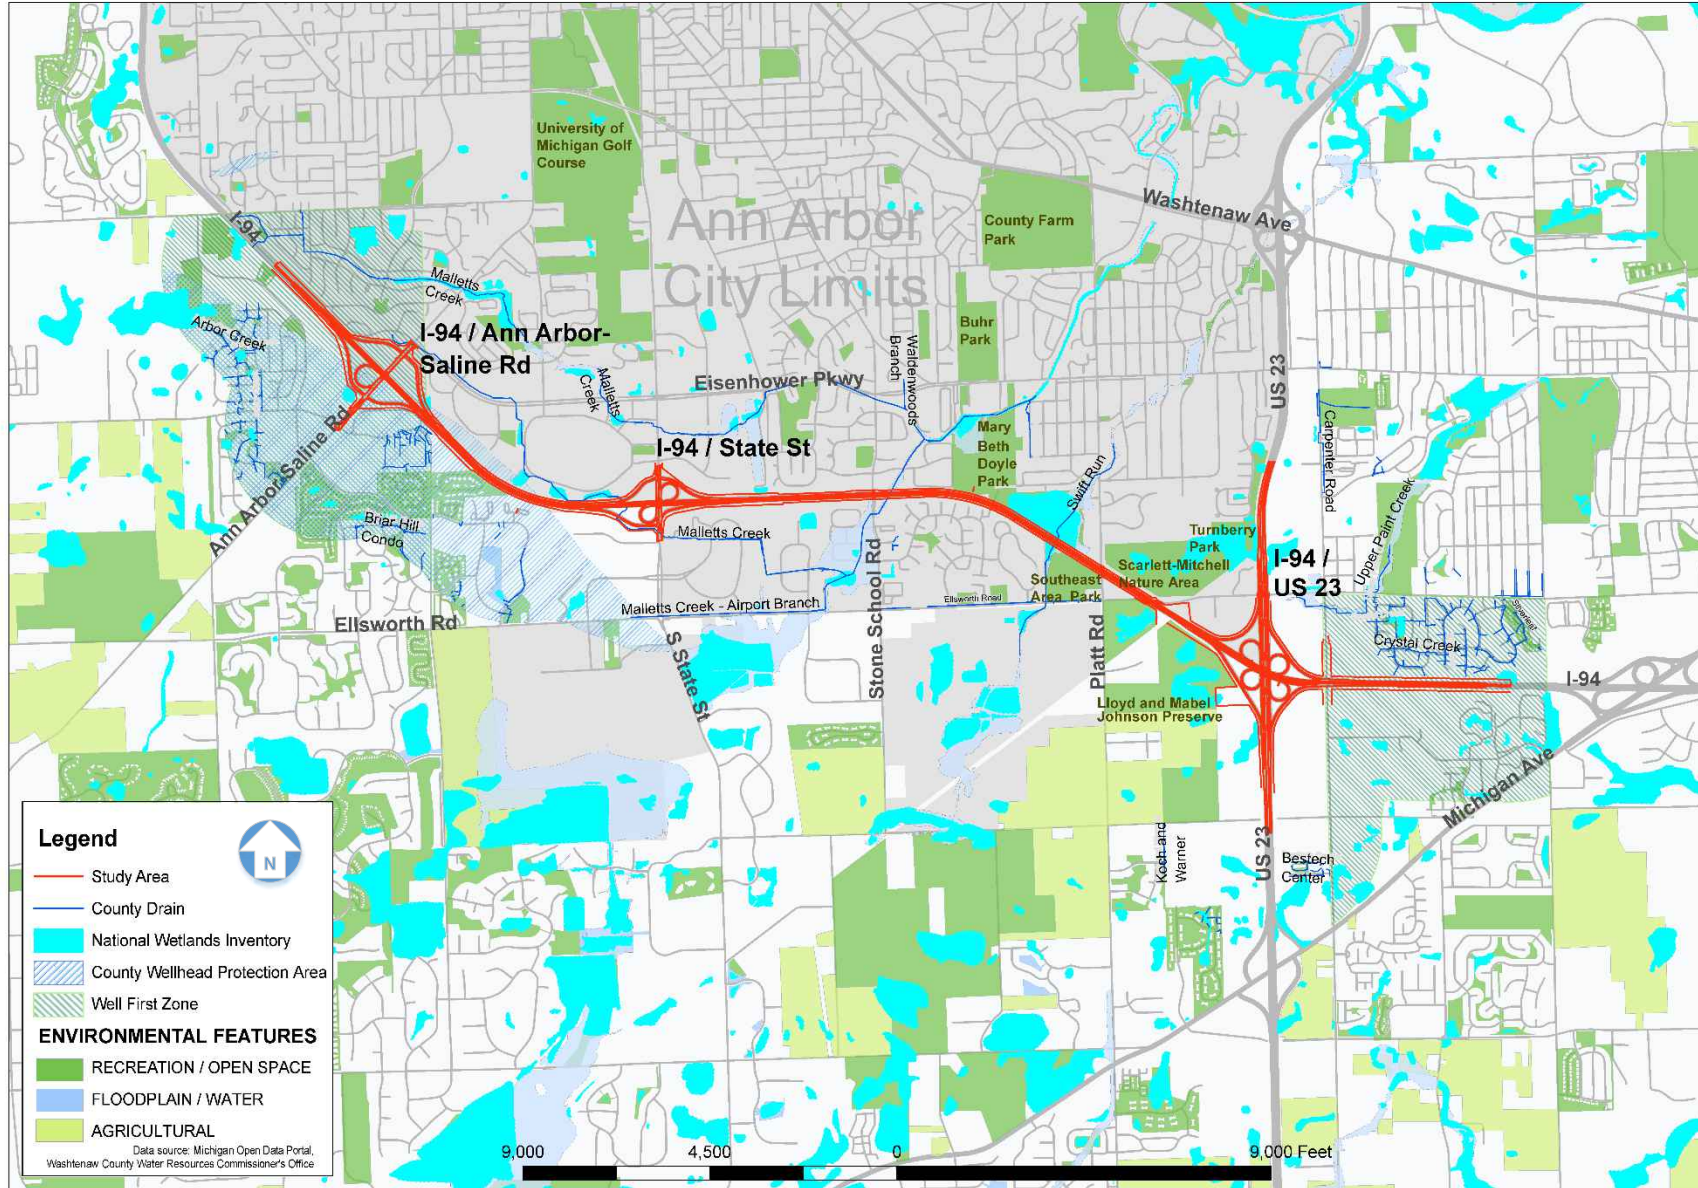 University of
Michigan Golf
Course
Ann Arbor
City Limits
County Farm
Park
Washtenaw Ave
I-94
Malletts
Creek
Arbor Creek
I-94 / Ann Arbor-
Saline Rd
Malletts
Creek
Eisenhower Pkwy
Waldenwoods
Branch
Buhr
Park
US 23
Carpenter Road
Ann Arbor-Saline Rd
I-94 / State St
Mary
Beth
Doyle
Park
Swift Run
Upper Paint Creek
Briar Hill
Condo
Malletts Creek
Turnberry
Park
Scarlett-Mitchell
Nature Area
I-94 /
US 23
Southeast
Area Park
Ellsworth Road
Malletts Creek - Airport Branch
Ellsworth Rd
Stone School Rd
S State St
Platt Rd
Crystal Creek
I-94
Lloyd and Mabel
Johnson Preserve
Michigan Ave
Koch and
Warner
US 23
Bestech
Center
Legend
N
Study Area
County Drain
National Wetlands Inventory
County Wellhead Protection Area
Well First Zone
ENVIRONMENTAL FEATURES
RECREATION / OPEN SPACE
FLOODPLAIN / WATER
AGRICULTURAL
Data source: Michigan Open Data Portal,
Washtenaw County Water Resources Commissioner's Office
9,000 4,500 0 9,000 Feet